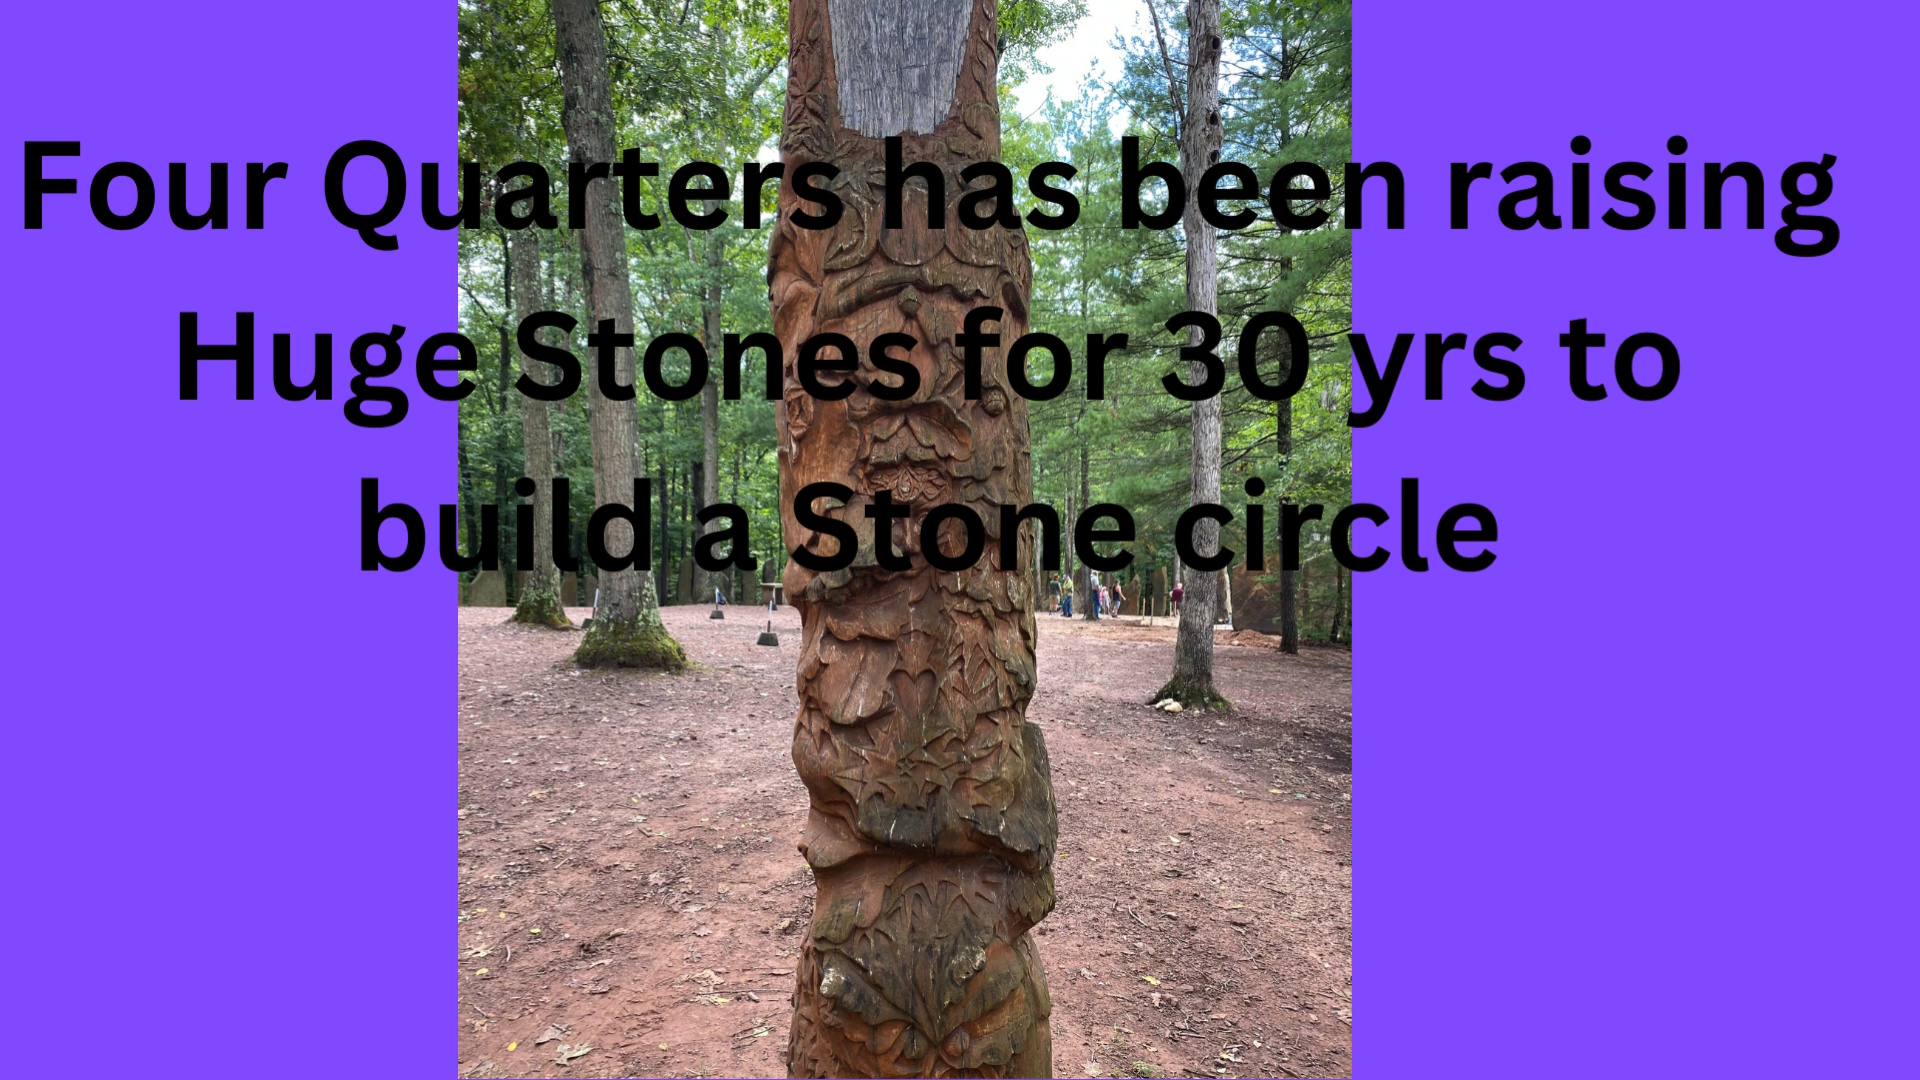 Four Quarters has been raising
Huge Stones for 30 yrs to
build a Stone circle